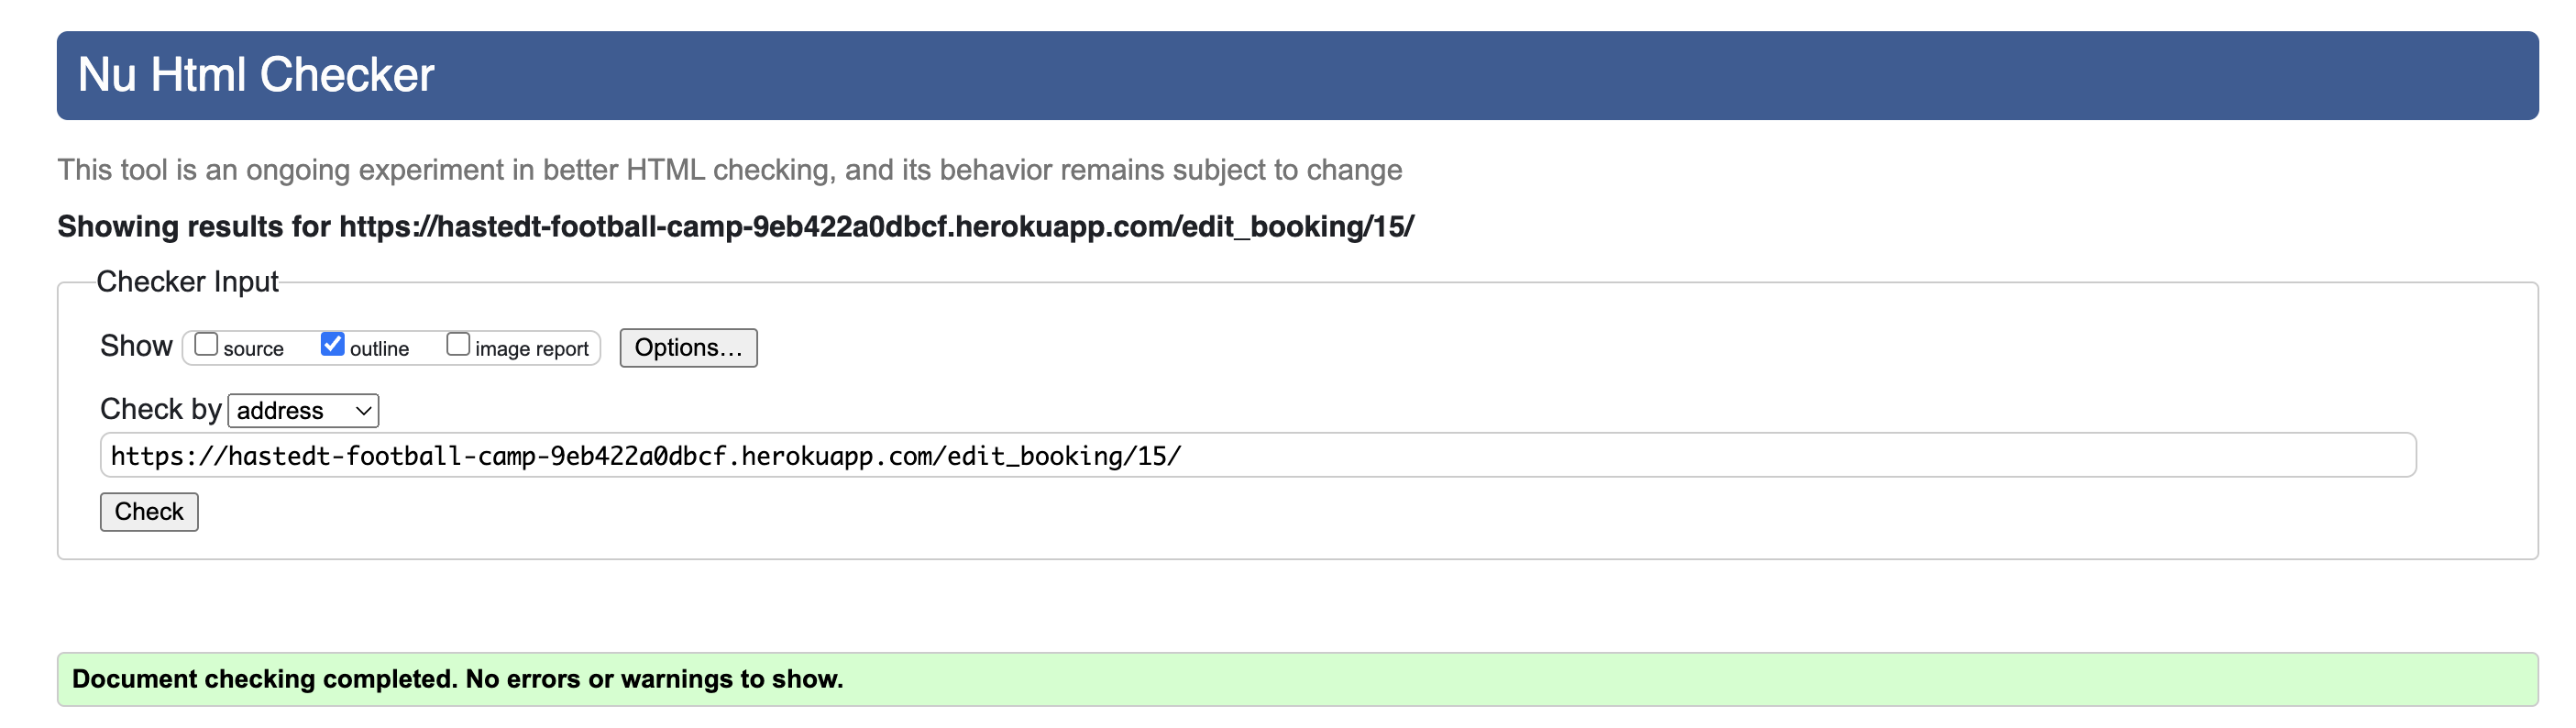 Nu Html Checker
This tool is an ongoing experiment in better HTML checking, and its behavior remains subject to change
Showing results for https://hastedt-football-camp-9eb422a0dbcf.herokuapp.com/edit_booking/15/
Checker Input
Show source outline image report Options...
Check by address
https://hastedt-football-camp-9eb422a0dbcf.herokuapp.com/edit_booking/15/
Check
Document checking completed. No errors or warnings to show.